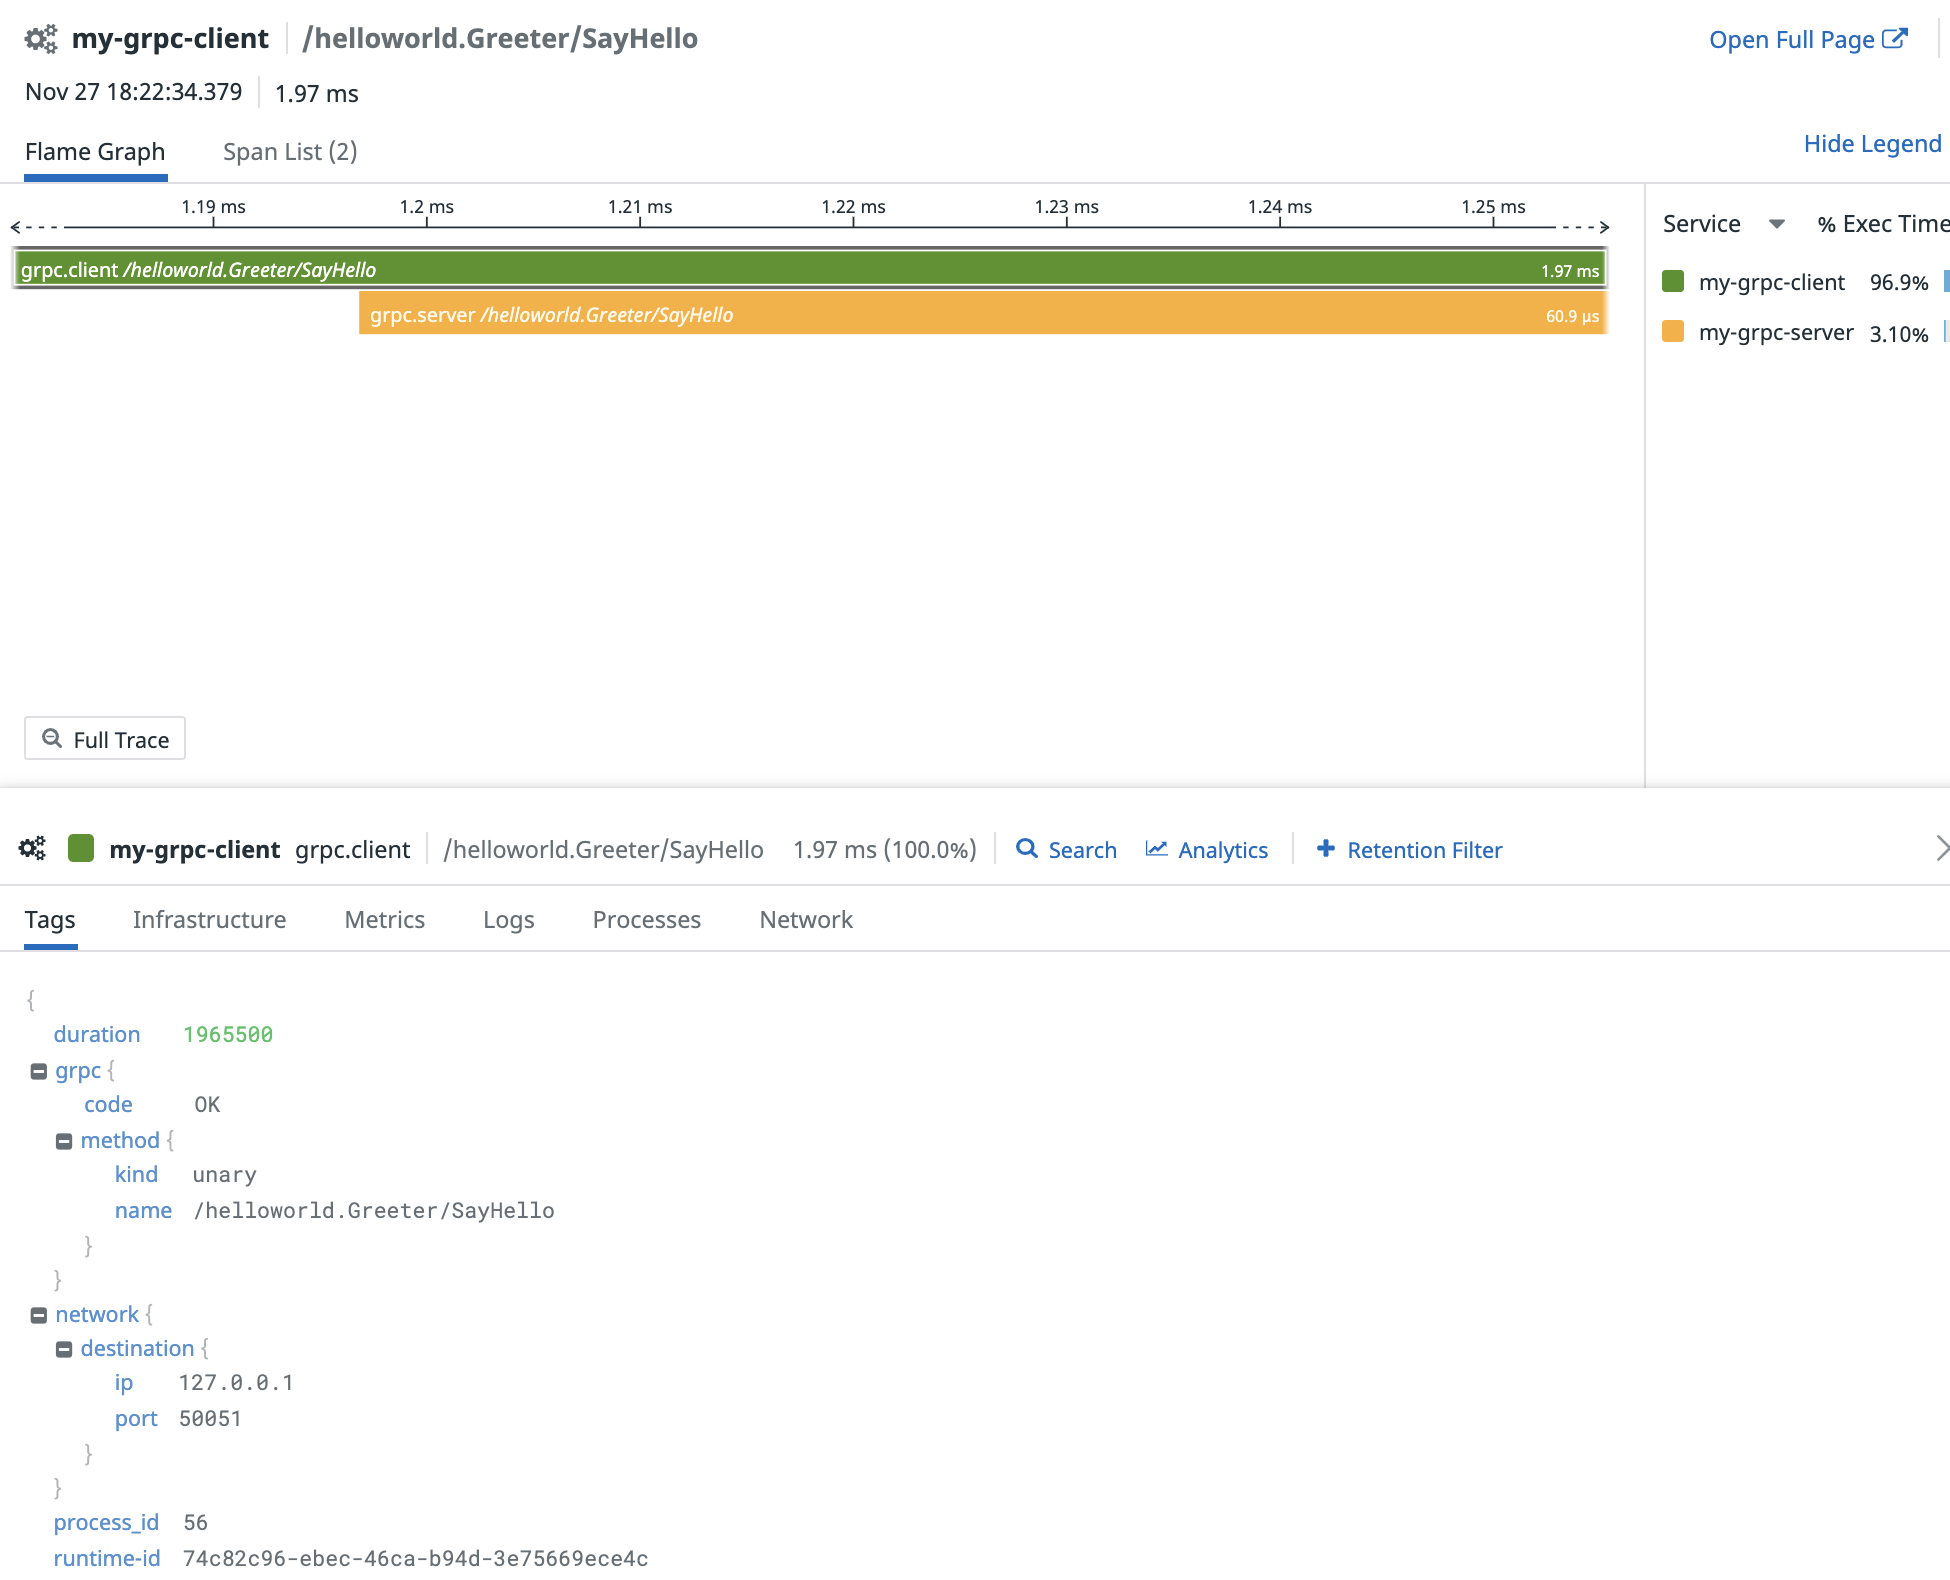 my-grpc-client /helloworld.Greeter/SayHello
Open Full Page
Nov 27 18:22:34.379 1.97 ms
Flame Graph Span List (2)
Hide Legend
1.19 ms 1.2 ms 1.21 ms 1.22 ms 1.23 ms 1.24 ms 1.25 ms
grpc.client /helloworld.Greeter/SayHello 1.97 ms
grpc.server /helloworld.Greeter/SayHello 60.9 µs
Service % Exec Time
my-grpc-client 96.9%
my-grpc-server 3.10%
Full Trace
my-grpc-client grpc.client /helloworld.Greeter/SayHello 1.97 ms (100.0%) Search Analytics Retention Filter
Tags Infrastructure Metrics Logs Processes Network
{
duration 1965500
grpc {
code OK
method {
kind unary
name /helloworld.Greeter/SayHello
}
}
network {
destination {
ip 127.0.0.1
port 50051
}
}
process_id 56
runtime-id 74c82c96-ebec-46ca-b94d-3e75669ece4c